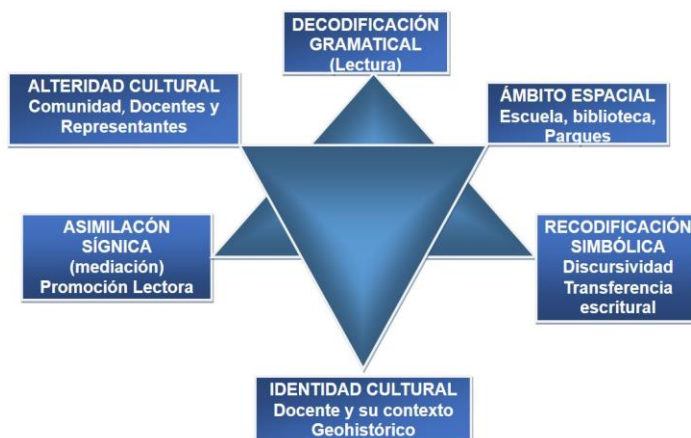 DECODIFICACIÓN
GRAMATICAL
(Lectura)
ALTERIDAD CULTURAL
Comunidad, Docentes y
Representantes
ÁMBITO ESPACIAL
Escuela, biblioteca,
Parques
ASIMILACÓN
SÍGNICA
(mediación)
Promoción Lectora
RECODIFICACIÓN
SIMBÓLICA
Discursividad
Transferencia
escritural
IDENTIDAD CULTURAL
Docente y su contexto
Geohistórico